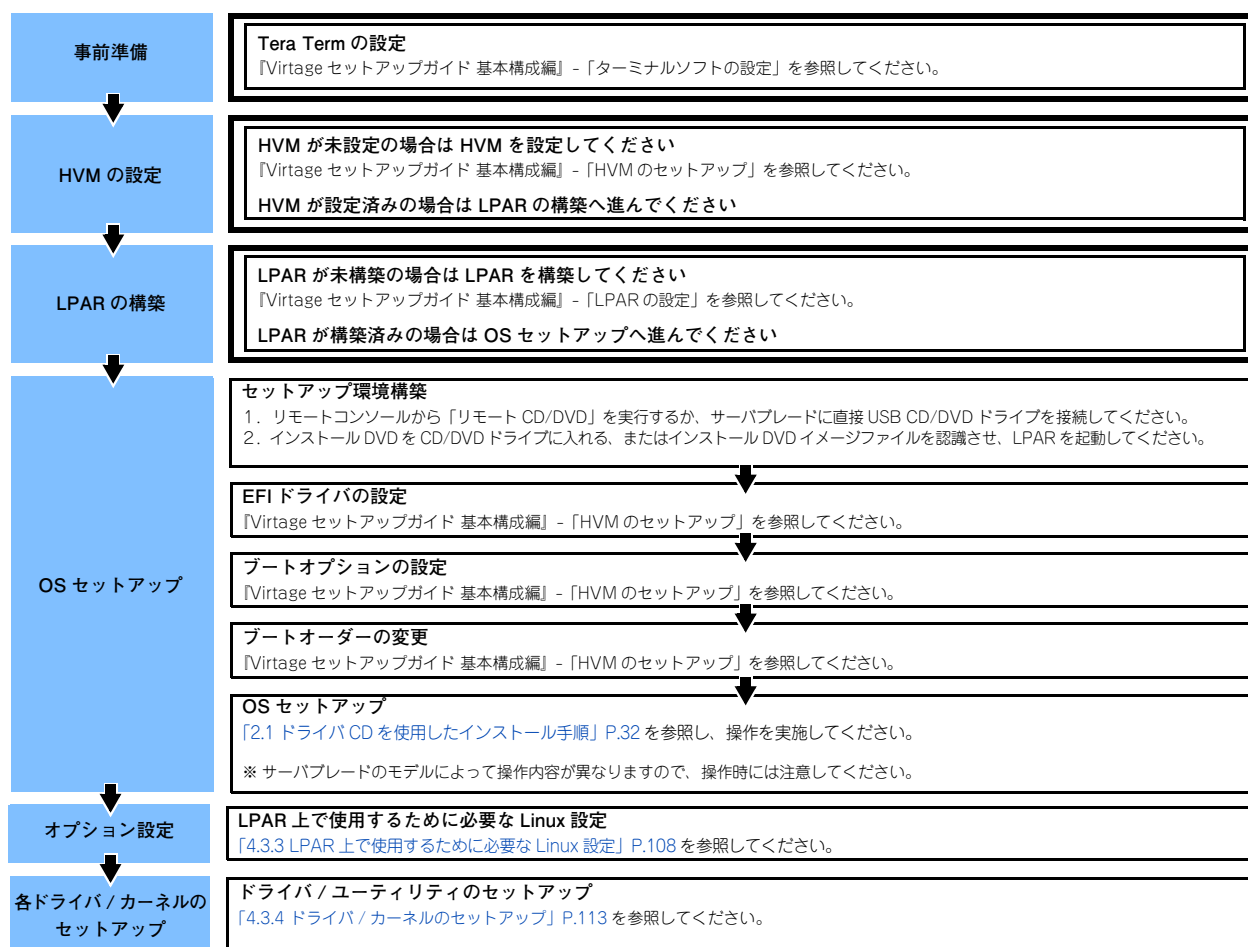 事前準備
Tera Term の設定
『Virtage セットアップガイド 基本構成編』-「ターミナルソフトの設定」を参照してください。
HVM の設定
HVM が未設定の場合は HVM を設定してください
『Virtage セットアップガイド 基本構成編』-「HVM のセットアップ」を参照してください。
HVM が設定済みの場合は LPAR の構築へ進んでください
LPAR の構築
LPAR が未構築の場合は LPAR を構築してください
『Virtage セットアップガイド 基本構成編』-「LPAR の設定」を参照してください。
LPAR が構築済みの場合は OS セットアップへ進んでください
OS セットアップ
セットアップ環境構築
1．リモートコンソールから「リモート CD/DVD」を実行するか、サーバブレードに直接 USB CD/DVD ドライブを接続してください。
2．インストール DVD を CD/DVD ドライブに入れる、またはインストール DVD イメージファイルを認識させ、LPAR を起動してください。
EFI ドライバの設定
『Virtage セットアップガイド 基本構成編』-「HVM のセットアップ」を参照してください。
ブートオプションの設定
『Virtage セットアップガイド 基本構成編』-「HVM のセットアップ」を参照してください。
ブートオーダーの変更
『Virtage セットアップガイド 基本構成編』-「HVM のセットアップ」を参照してください。
OS セットアップ
「2.1 ドライバ CD を使用したインストール手順」P.32 を参照し、操作を実施してください。
※ サーバブレードのモデルによって操作内容が異なりますので、操作時には注意してください。
オプション設定
LPAR 上で使用するために必要な Linux 設定
「4.3.3 LPAR 上で使用するために必要な Linux 設定」P.108 を参照してください。
各ドライバ / カーネルの
セットアップ
ドライバ / ユーティリティのセットアップ
「4.3.4 ドライバ / カーネルのセットアップ」P.113 を参照してください。